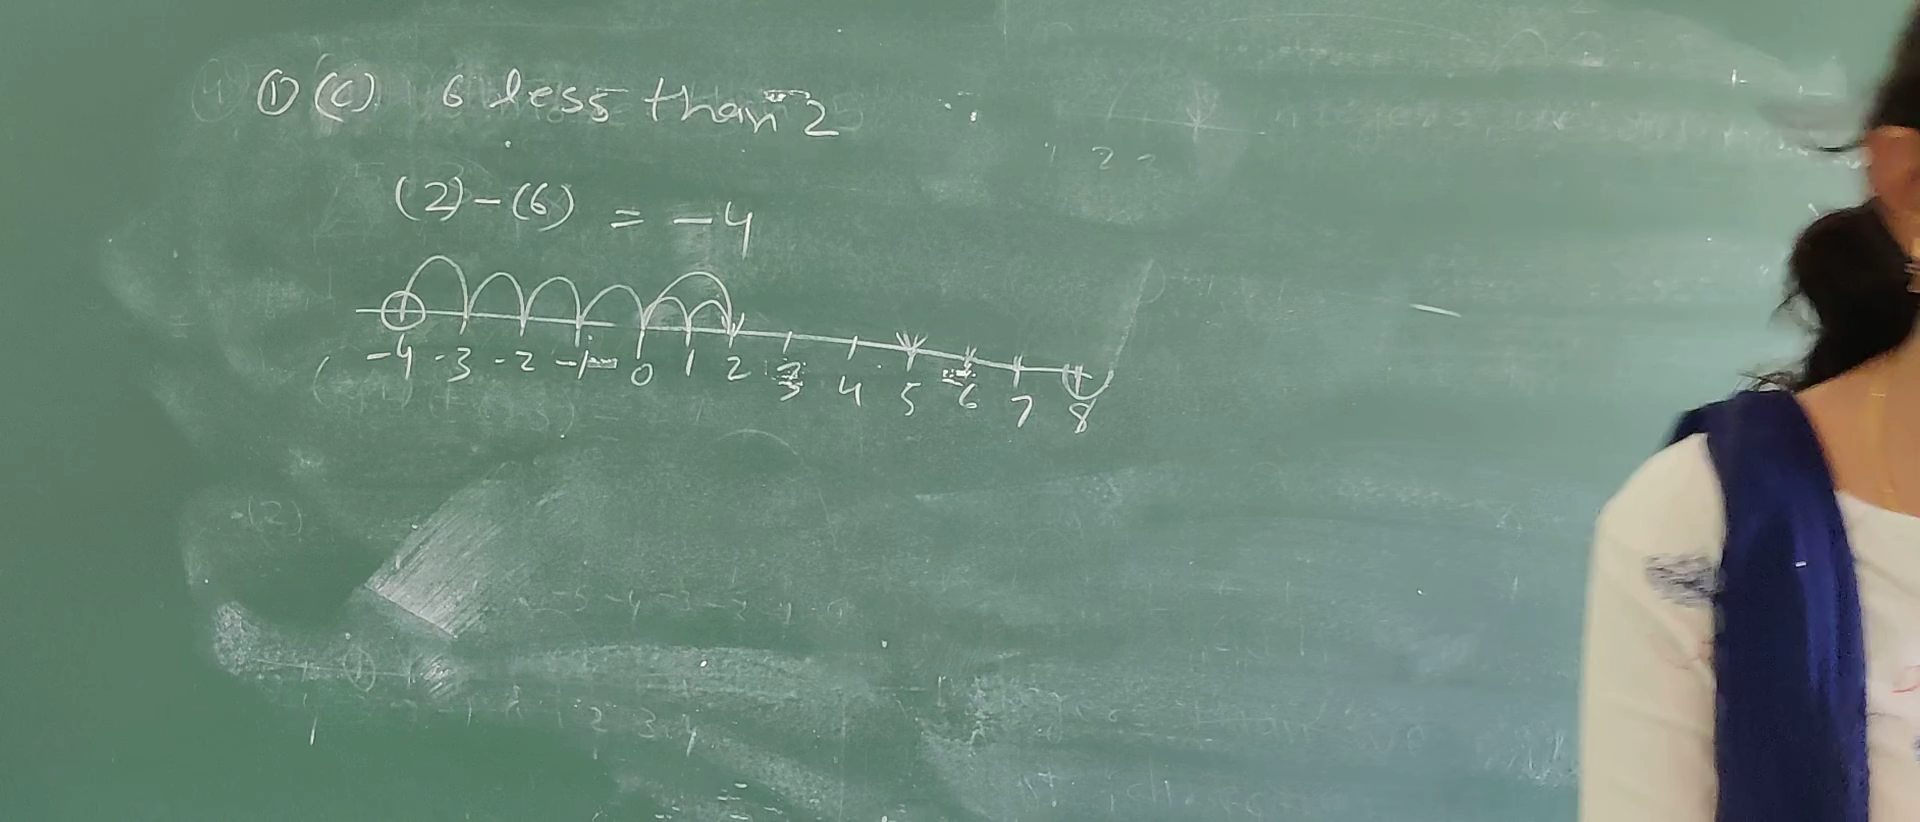 ① (c) 6 less than 2
(2) - (6) = -4
-4 -3 -2 -1 0 1 2 3 4 5 6 7 8